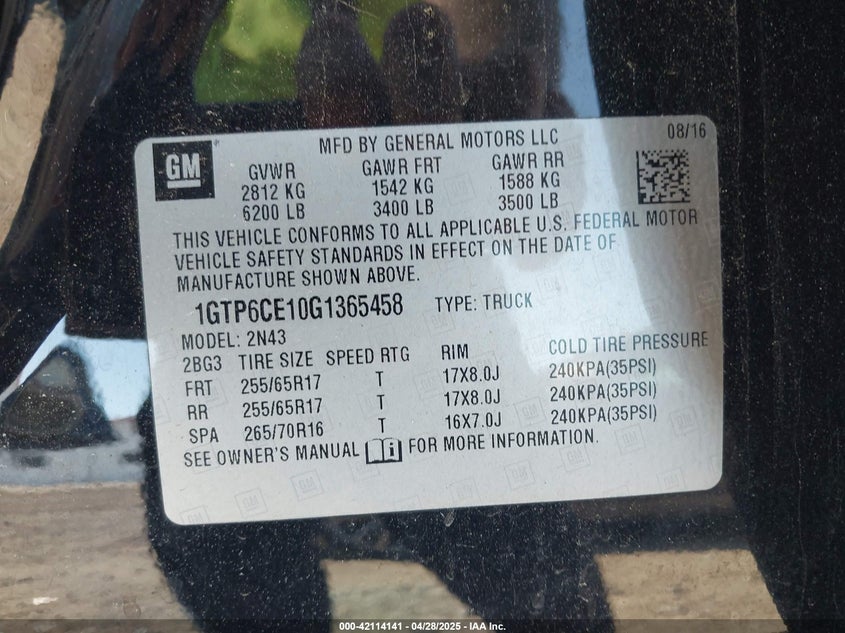 MFD BY GENERAL MOTORS LLC 08/16
GM
GVWR GAWR FRT GAWR RR
2812 KG 1542 KG 1588 KG
6200 LB 3400 LB 3500 LB
THIS VEHICLE CONFORMS TO ALL APPLICABLE U.S. FEDERAL MOTOR
VEHICLE SAFETY STANDARDS IN EFFECT ON THE DATE OF
MANUFACTURE SHOWN ABOVE.
1GTP6CE10G1365458 TYPE: TRUCK
MODEL: 2N43
2BG3 TIRE SIZE SPEED RTG RIM COLD TIRE PRESSURE
FRT 255/65R17 T 17X8.0J 240KPA(35PSI)
RR 255/65R17 T 17X8.0J 240KPA(35PSI)
SPA 265/70R16 T 16X7.0J 240KPA(35PSI)
SEE OWNER'S MANUAL FOR MORE INFORMATION.
000-42114141 | 04/28/2025 - IAA Inc.